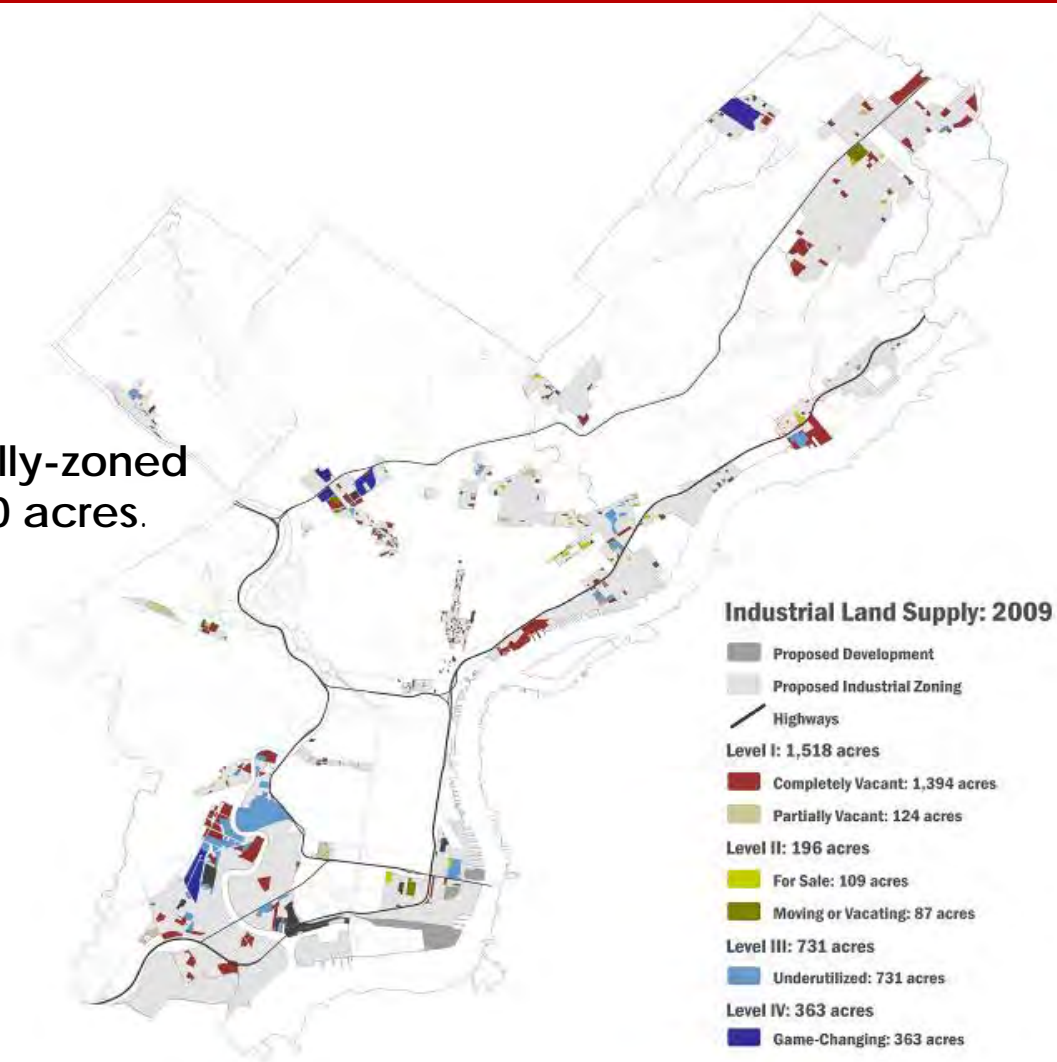 lly-zoned
0 acres.
Industrial Land Supply: 2009
Proposed Development
Proposed Industrial Zoning
Highways
Level I: 1,518 acres
Completely Vacant: 1,394 acres
Partially Vacant: 124 acres
Level II: 196 acres
For Sale: 109 acres
Moving or Vacating: 87 acres
Level III: 731 acres
Underutilized: 731 acres
Level IV: 363 acres
Game-Changing: 363 acres